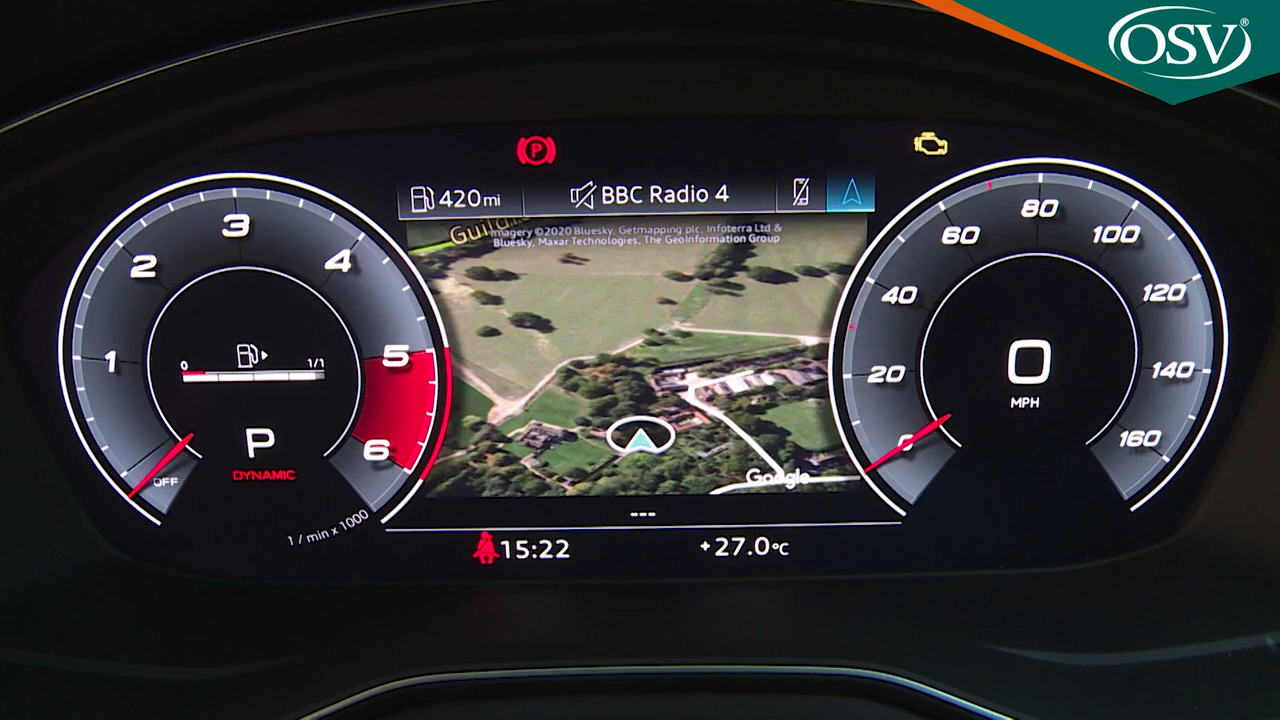 OSV®
P
420mi
BBC Radio 4
Guild
Imagery ©2020 Bluesky, Getmapping plc, Infoterra Ltd &
Bluesky, Maxar Technologies, The GeoInformation Group
1
2
3
4
5
6
OFF
0
1/1
P
DYNAMIC
1 / min x 1000
0
20
40
60
80
100
120
140
160
0
MPH
Google
---
15:22
+27.0°C